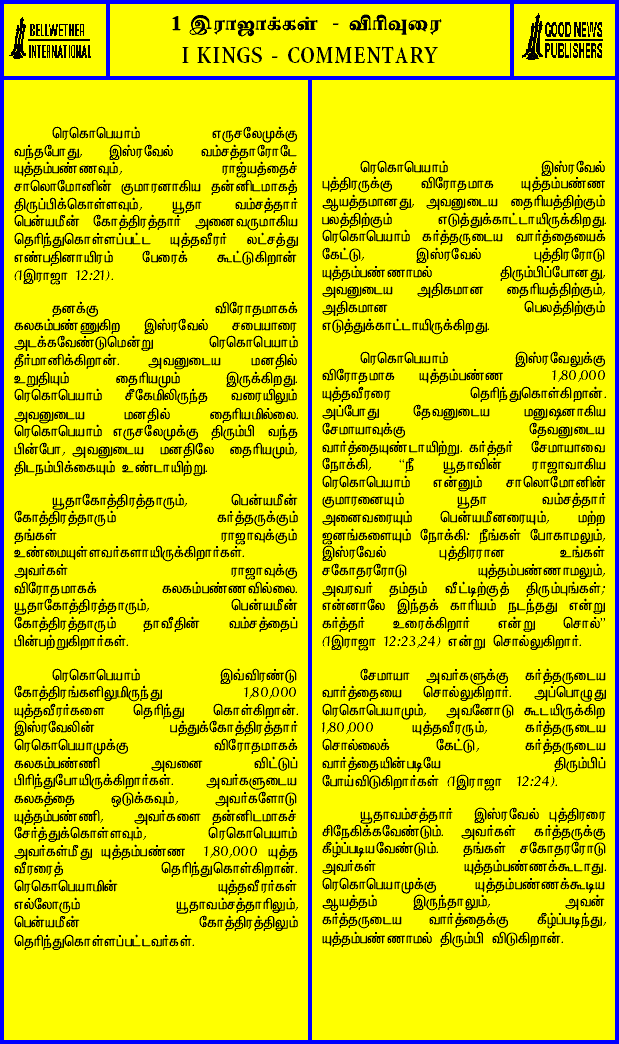 BELLWETHER
INTERNATIONAL
1 இராஜாக்கள் - விரிவுரை
I KINGS - COMMENTARY
GOOD NEWS
PUBLISHERS
ரெகொபெயாம் எருசலேமுக்கு
வந்தபோது, இஸ்ரவேல் வம்சத்தாரோடே
யுத்தம்பண்ணவும், ராஜ்யத்தைச்
சாலொமோனின் குமாரனாகிய தன்னிடமாகத்
திருப்பிக்கொள்ளவும், யூதா வம்சத்தார்
பென்யமீன் கோத்திரத்தார் அனைவருமாகிய
தெரிந்துகொள்ளப்பட்ட யுத்தவீரர் லட்சத்து
எண்பதினாயிரம் பேரைக் கூட்டுகிறான்
(1இராஜா 12:21).
தனக்கு விரோதமாகக்
கலகம்பண்ணுகிற இஸ்ரவேல் சபையாரை
அடக்கவேண்டுமென்று ரெகொபெயாம்
தீர்மானிக்கிறான். அவனுடைய மனதில்
உறுதியும் தைரியமும் இருக்கிறது.
ரெகொபெயாம் சீகேமிலிருந்த வரையிலும்
அவனுடைய மனதில் தைரியமில்லை.
ரெகொபெயாம் எருசலேமுக்கு திரும்பி வந்த
பின்போ, அவனுடைய மனதிலே தைரியமும்,
திடநம்பிக்கையும் உண்டாயிற்று.
யூதாகோத்திரத்தாரும், பென்யமீன்
கோத்திரத்தாரும் கர்த்தருக்கும்
தங்கள் ராஜாவுக்கும்
உண்மையுள்ளவர்களாயிருக்கிறார்கள்.
அவர்கள் ராஜாவுக்கு
விரோதமாகக் கலகம்பண்ணவில்லை.
யூதாகோத்திரத்தாரும், பென்யமீன்
கோத்திரத்தாரும் தாவீதின் வம்சத்தைப்
பின்பற்றுகிறார்கள்.
ரெகொபெயாம் இவ்விரண்டு
கோத்திரங்களிலுமிருந்து 1,80,000
யுத்தவீரர்களை தெரிந்து கொள்கிறான்.
இஸ்ரவேலின் பத்துக்கோத்திரத்தார்
ரெகொபெயாமுக்கு விரோதமாகக்
கலகம்பண்ணி அவனை விட்டுப்
பிரிந்துபோயிருக்கிறார்கள். அவர்களுடைய
கலகத்தை ஒடுக்கவும், அவர்களோடு
யுத்தம்பண்ணி, அவர்களை தன்னிடமாகச்
சேர்த்துக்கொள்ளவும், ரெகொபெயாம்
அவர்கள்மீது யுத்தம்பண்ண 1,80,000 யுத்த
வீரரைத் தெரிந்துகொள்கிறான்.
ரெகொபெயாமின் யுத்தவீரர்கள்
எல்லோரும் யூதாவம்சத்தாரிலும்,
பென்யமீன் கோத்திரத்திலும்
தெரிந்துகொள்ளப்பட்டவர்கள்.
ரெகொபெயாம் இஸ்ரவேல்
புத்திரருக்கு விரோதமாக யுத்தம்பண்ண
ஆயத்தமானது, அவனுடைய தைரியத்திற்கும்
பலத்திற்கும் எடுத்துக்காட்டாயிருக்கிறது.
ரெகொபெயாம் கர்த்தருடைய வார்த்தையைக்
கேட்டு, இஸ்ரவேல் புத்திரரோடு
யுத்தம்பண்ணாமல் திரும்பிப்போனது,
அவனுடைய அதிகமான தைரியத்திற்கும்,
அதிகமான பெலத்திற்கும்
எடுத்துக்காட்டாயிருக்கிறது.
ரெகொபெயாம் இஸ்ரவேலுக்கு
விரோதமாக யுத்தம்பண்ண 1,80,000
யுத்தவீரரை தெரிந்துகொள்கிறான்.
அப்போது தேவனுடைய மனுஷனாகிய
சேமாயாவுக்கு தேவனுடைய
வார்த்தையுண்டாயிற்று. கர்த்தர் சேமாயாவை
நோக்கி, “நீ யூதாவின் ராஜாவாகிய
ரெகொபெயாம் என்னும் சாலொமோனின்
குமாரனையும் யூதா வம்சத்தார்
அனைவரையும் பென்யமீனரையும், மற்ற
ஜனங்களையும் நோக்கி: நீங்கள் போகாமலும்,
இஸ்ரவேல் புத்திரரான உங்கள்
சகோதரரோடு யுத்தம்பண்ணாமலும்,
அவரவர் தம்தம் வீட்டிற்குத் திரும்புங்கள்;
என்னாலே இந்தக் காரியம் நடந்தது என்று
கர்த்தர் உரைக்கிறார் என்று சொல்”
(1இராஜா 12:23,24) என்று சொல்லுகிறார்.
சேமாயா அவர்களுக்கு கர்த்தருடைய
வார்த்தையை சொல்லுகிறார். அப்பொழுது
ரெகொபெயாமும், அவனோடு கூடயிருக்கிற
1,80,000 யுத்தவீரரும், கர்த்தருடைய
சொல்லைக் கேட்டு, கர்த்தருடைய
வார்த்தையின்படியே திரும்பிப்
போய்விடுகிறார்கள் (1இராஜா 12:24).
யூதாவம்சத்தார் இஸ்ரவேல் புத்திரரை
சிநேகிக்கவேண்டும். அவர்கள் கர்த்தருக்கு
கீழ்ப்படியவேண்டும். தங்கள் சகோதரரோடு
அவர்கள் யுத்தம்பண்ணக்கூடாது.
ரெகொபெயாமுக்கு யுத்தம்பண்ணக்கூடிய
ஆயத்தம் இருந்தாலும், அவன்
கர்த்தருடைய வார்த்தைக்கு கீழ்ப்படிந்து,
யுத்தம்பண்ணாமல் திரும்பி விடுகிறான்.